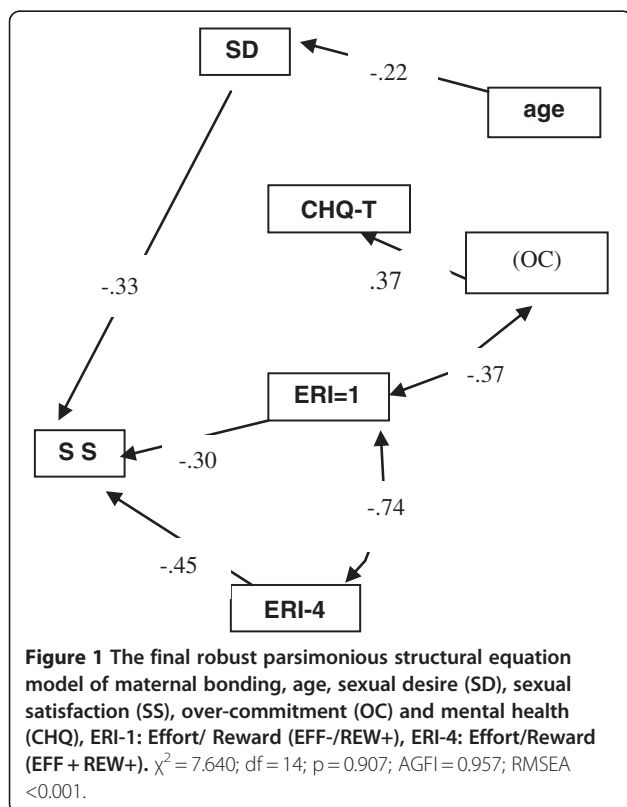 SD
-.22
age
CHQ-T
(OC)
.37
-.33
-.37
ERI=1
S S
-.30
-.74
-.45
ERI-4
Figure 1 The final robust parsimonious structural equation
model of maternal bonding, age, sexual desire (SD), sexual
satisfaction (SS), over-commitment (OC) and mental health
(CHQ), ERI-1: Effort/ Reward (EFF-/REW+), ERI-4: Effort/Reward
(EFF + REW+). χ² = 7.640; df = 14; p = 0.907; AGFI = 0.957; RMSEA
<0.001.